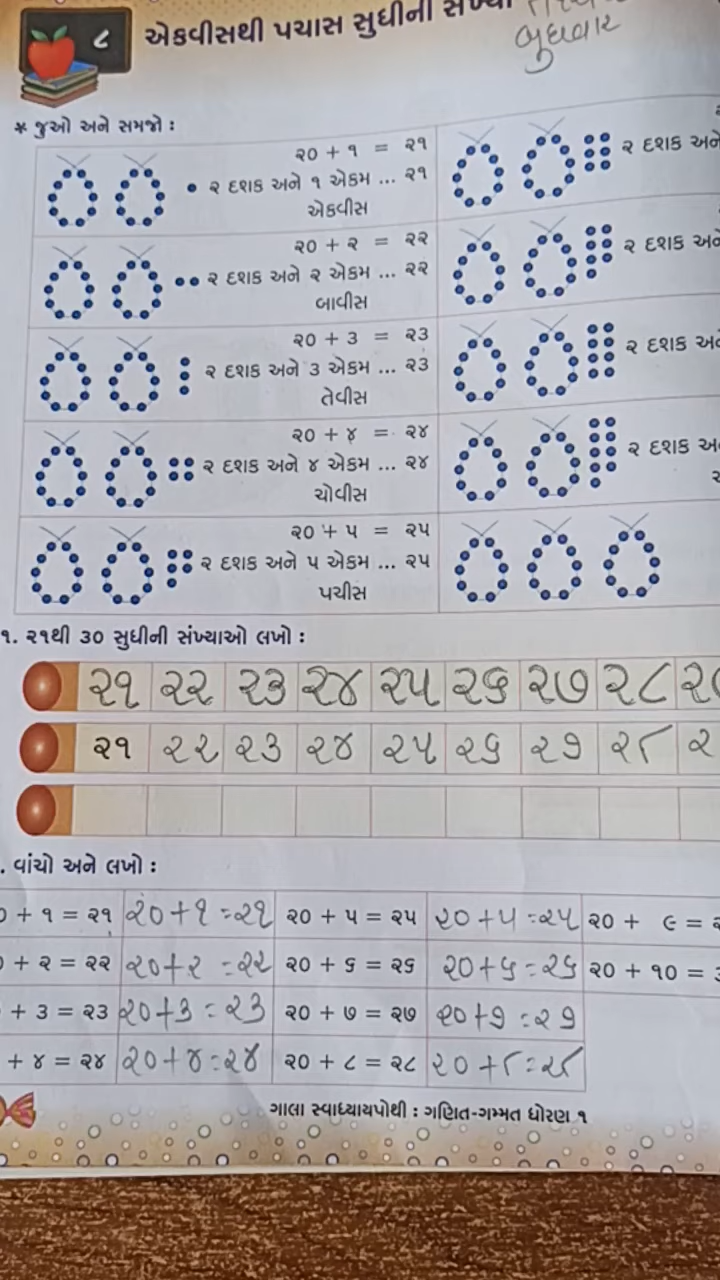 ૮ એકવીસથી પચાસ સુધીની
બુધવાર
* જુઓ અને સમજો :
૨૦ + ૧ = ૨૧
૨ દશક અને ૧ એકમ ... ૨૧
એકવીસ
૨ દશક અને
૨૦ + ૨ = ૨૨
૨ દશક અને ૨ એકમ ... ૨૨
બાવીસ
૨ દશક
૨૦ + ૩ = ૨૩
૨ દશક અને ૩ એકમ ... ૨૩
તેવીસ
૨ દશક
૨૦ + ૪ = ૨૪
૨ દશક અને ૪ એકમ ... ૨૪
ચોવીસ
૨ દશક
૨૦ + ૫ = ૨૫
૨ દશક અને ૫ એકમ ... ૨૫
પચીસ
૧. ૨૧થી ૩૦ સુધીની સંખ્યાઓ લખો :
૨૧ ૨૨ ૨૩ ૨૪ ૨૫ ૨૬ ૨૭ ૨૮
૨૧ ૨૨ ૨૩ ૨૪ ૨૫ ૨૬ ૨૭ ૨૮
. વાંચો અને લખો :
+ ૧ = ૨૧ ૨૦+૧=૨૧ ૨૦ + ૫ = ૨૫ ૨૦+૫=૨૫ ૨૦ + ૯ =
+ ૨ = ૨૨ ૨૦+૨=૨૨ ૨૦ + ૬ = ૨૬ ૨૦+૬=૨૬ ૨૦ + ૧૦ =
+ ૩ = ૨૩ ૨૦+૩=૨૩ ૨૦ + ૭ = ૨૭ ૨૦+૭=૨૭
+ ૪ = ૨૪ ૨૦+૪=૨૪ ૨૦ + ૮ = ૨૮ ૨૦+૮=૨૮
ગાલા સ્વાધ્યાયપોથી : ગણિત-ગમ્મત ધોરણ ૧